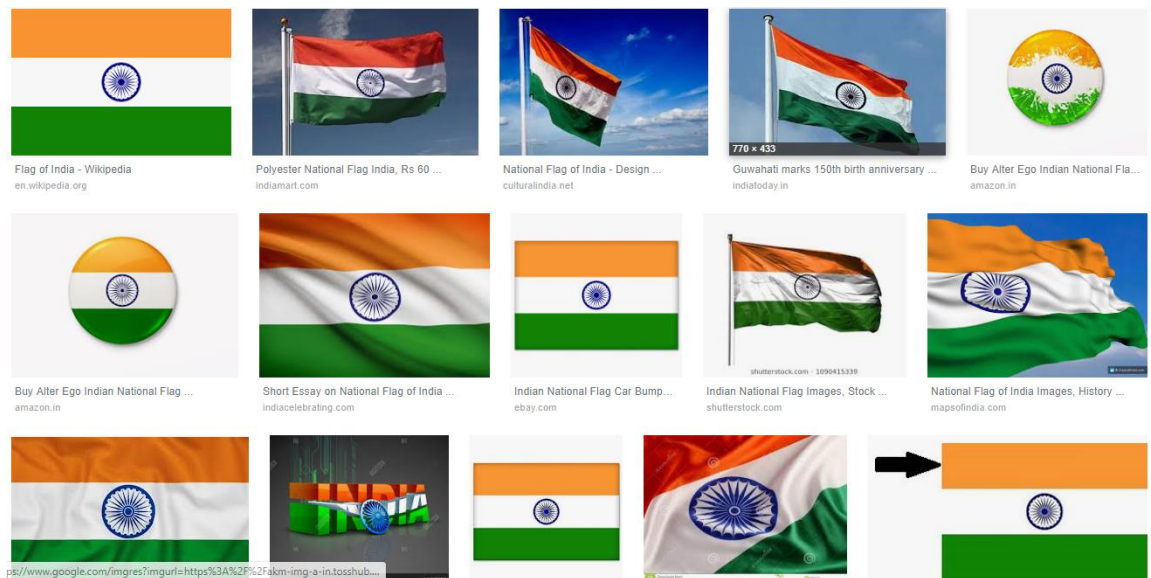 770 × 433
Flag of India - Wikipedia
en.wikipedia.org
Polyester National Flag India, Rs 60 ...
indiamart.com
National Flag of India - Design ...
culturalindia.net
Guwahati marks 150th birth anniversary ...
indiatoday.in
Buy Alter Ego Indian National Fla...
amazon.in
shutterstock.com · 1090415339
Buy Alter Ego Indian National Flag ...
amazon.in
Short Essay on National Flag of India ...
indiacelebrating.com
Indian National Flag Car Bump...
ebay.com
Indian National Flag Images, Stock ...
shutterstock.com
National Flag of India Images, History ...
mapsofindia.com
INDIA
ps://www.google.com/imgres?imgurl=https%3A%2F%2Fakm-img-a-in.tosshub....